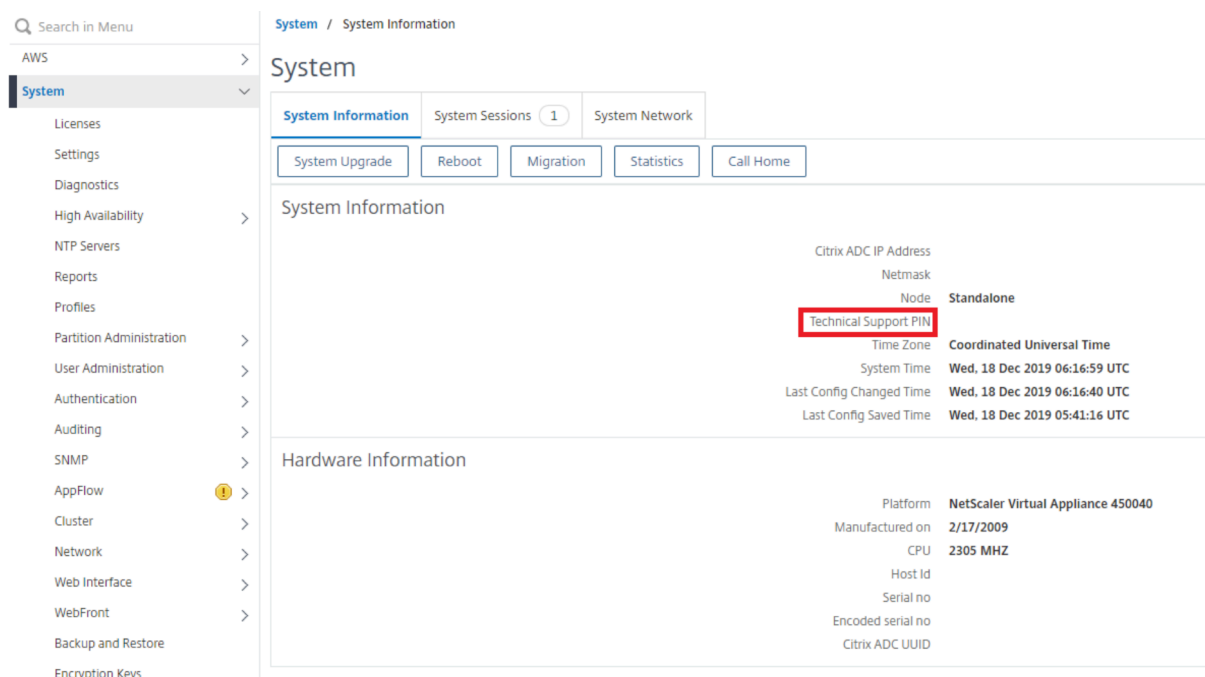 Search in Menu
AWS
System
Licenses
Settings
Diagnostics
High Availability
NTP Servers
Reports
Profiles
Partition Administration
User Administration
Authentication
Auditing
SNMP
AppFlow
Cluster
Network
Web Interface
WebFront
Backup and Restore
Encryption Keys
System / System Information
System
System Information System Sessions 1 System Network
System Upgrade Reboot Migration Statistics Call Home
System Information
Citrix ADC IP Address
Netmask
Node Standalone
Technical Support PIN
Time Zone Coordinated Universal Time
System Time Wed, 18 Dec 2019 06:16:59 UTC
Last Config Changed Time Wed, 18 Dec 2019 06:16:40 UTC
Last Config Saved Time Wed, 18 Dec 2019 05:41:16 UTC
Hardware Information
Platform NetScaler Virtual Appliance 450040
Manufactured on 2/17/2009
CPU 2305 MHZ
Host Id
Serial no
Encoded serial no
Citrix ADC UUID